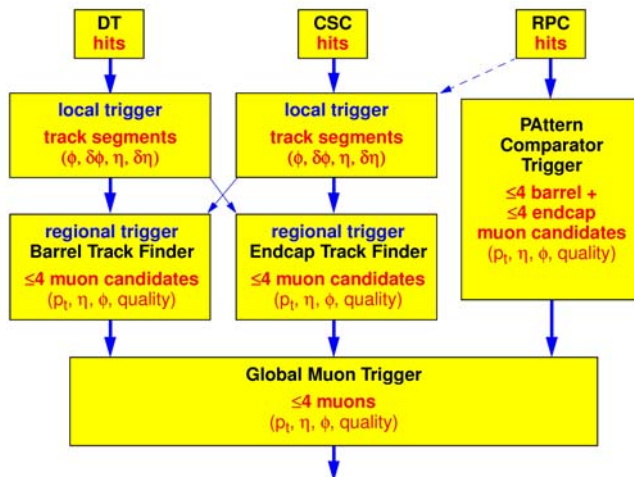 DT
hits
CSC
hits
RPC
hits
local trigger
track segments
(ϕ, δϕ, η, δη)
local trigger
track segments
(ϕ, δϕ, η, δη)
PAttern
Comparator
Trigger
≤4 barrel +
≤4 endcap
muon candidates
(pt, η, ϕ, quality)
regional trigger
Barrel Track Finder
≤4 muon candidates
(pt, η, ϕ, quality)
regional trigger
Endcap Track Finder
≤4 muon candidates
(pt, η, ϕ, quality)
Global Muon Trigger
≤4 muons
(pt, η, ϕ, quality)